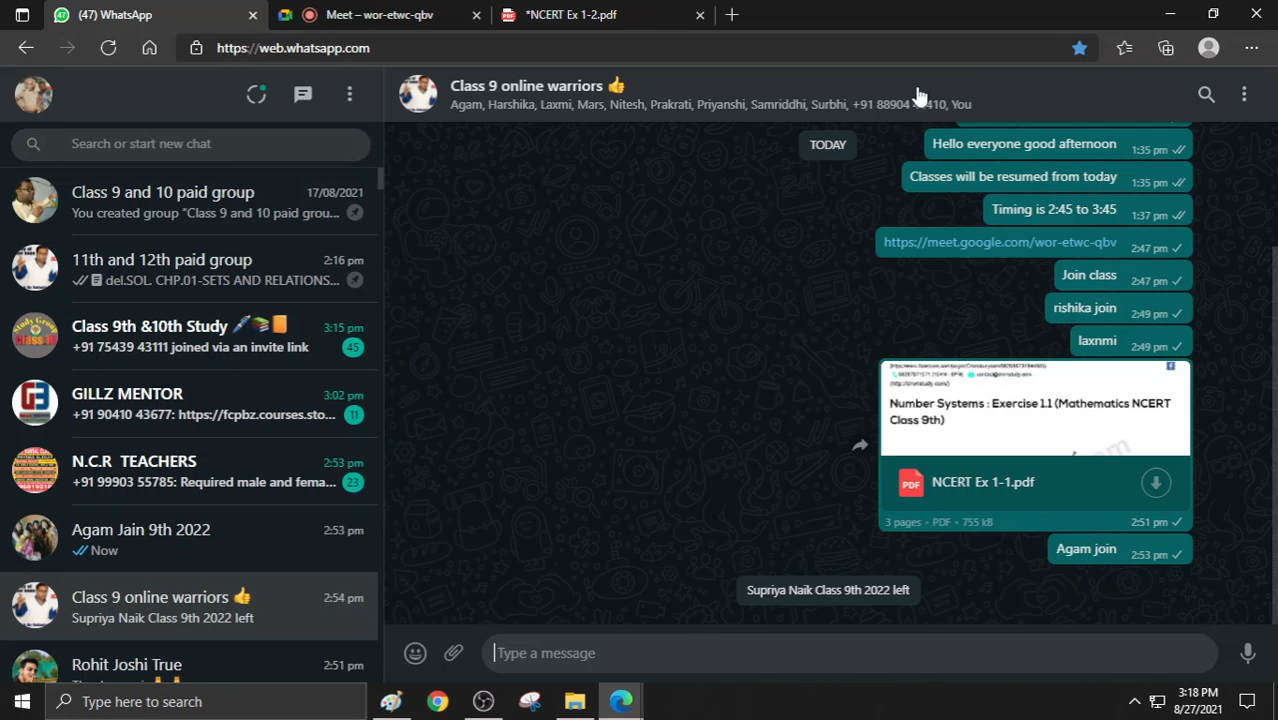 (47) WhatsApp
Meet – wor-etwc-qbv
*NCERT Ex 1-2.pdf
https://web.whatsapp.com
Class 9 online warriors 👍
Agam, Harshika, Laxmi, Mars, Nitesh, Prakrati, Priyanshi, Samriddhi, Surbhi, +91 88904 410, You
Search or start new chat
Class 9 and 10 paid group 17/08/2021
You created group “Class 9 and 10 paid grou...
11th and 12th paid group 2:16 pm
del.SOL. CHP.01-SETS AND RELATIONS...
Class 9th &10th Study 🖊📚📙 3:15 pm
+91 75439 43111 joined via an invite link 45
GILLZ MENTOR 3:02 pm
+91 90410 43677: https://fcpbz.courses.sto... 11
N.C.R TEACHERS 2:53 pm
+91 99903 55785: Required male and fema... 23
Agam Jain 9th 2022 2:53 pm
Now
Class 9 online warriors 👍 2:54 pm
Supriya Naik Class 9th 2022 left
Rohit Joshi True 2:51 pm
TODAY
Hello everyone good afternoon 1:35 pm
Classes will be resumed from today 1:35 pm
Timing is 2:45 to 3:45 1:37 pm
https://meet.google.com/wor-etwc-qbv 2:47 pm
Join class 2:47 pm
rishika join 2:49 pm
laxnmi 2:49 pm
Number Systems : Exercise 1.1 (Mathematics NCERT
Class 9th)
PDF NCERT Ex 1-1.pdf
3 pages • PDF • 755 kB 2:51 pm
Agam join 2:53 pm
Supriya Naik Class 9th 2022 left
Type a message
Type here to search
3:18 PM
8/27/2021